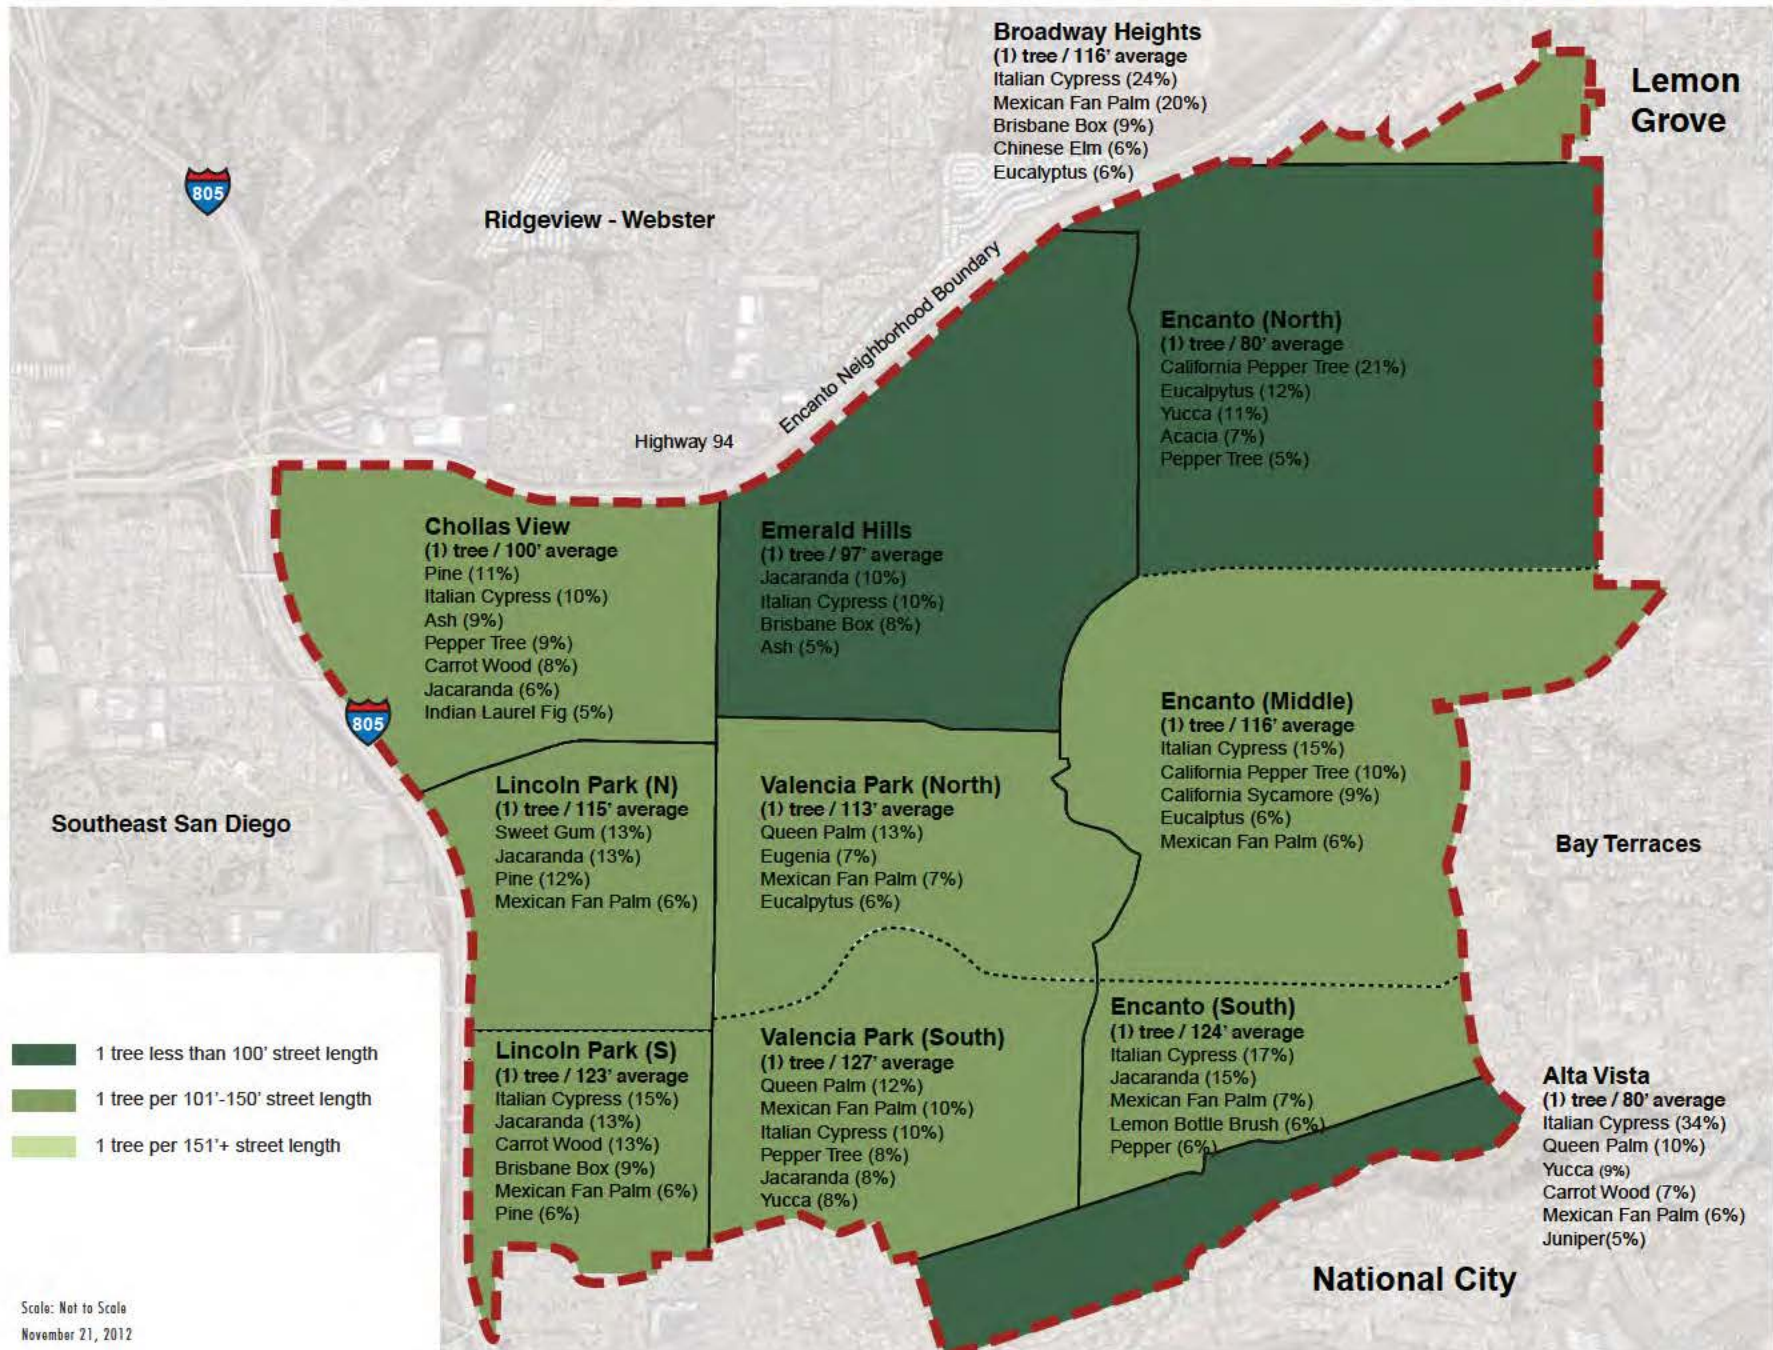 Broadway Heights
(1) tree / 116' average
Italian Cypress (24%)
Mexican Fan Palm (20%)
Brisbane Box (9%)
Chinese Elm (6%)
Eucalyptus (6%)
Lemon
Grove
805
Ridgeview - Webster
Encanto Neighborhood Boundary
Highway 94
Encanto (North)
(1) tree / 80' average
California Pepper Tree (21%)
Eucalpytus (12%)
Yucca (11%)
Acacia (7%)
Pepper Tree (5%)
Chollas View
(1) tree / 100' average
Pine (11%)
Italian Cypress (10%)
Ash (9%)
Pepper Tree (9%)
Carrot Wood (8%)
Jacaranda (6%)
Indian Laurel Fig (5%)
Emerald Hills
(1) tree / 97' average
Jacaranda (10%)
Italian Cypress (10%)
Brisbane Box (8%)
Ash (5%)
805
Encanto (Middle)
(1) tree / 116' average
Italian Cypress (15%)
California Pepper Tree (10%)
California Sycamore (9%)
Eucalptus (6%)
Mexican Fan Palm (6%)
Southeast San Diego
Lincoln Park (N)
(1) tree / 115' average
Sweet Gum (13%)
Jacaranda (13%)
Pine (12%)
Mexican Fan Palm (6%)
Valencia Park (North)
(1) tree / 113' average
Queen Palm (13%)
Eugenia (7%)
Mexican Fan Palm (7%)
Eucalpytus (6%)
Bay Terraces
1 tree less than 100' street length
1 tree per 101'-150' street length
1 tree per 151'+ street length
Lincoln Park (S)
(1) tree / 123' average
Italian Cypress (15%)
Jacaranda (13%)
Carrot Wood (13%)
Brisbane Box (9%)
Mexican Fan Palm (6%)
Pine (6%)
Valencia Park (South)
(1) tree / 127' average
Queen Palm (12%)
Mexican Fan Palm (10%)
Italian Cypress (10%)
Pepper Tree (8%)
Jacaranda (8%)
Yucca (8%)
Encanto (South)
(1) tree / 124' average
Italian Cypress (17%)
Jacaranda (15%)
Mexican Fan Palm (7%)
Lemon Bottle Brush (6%)
Pepper (6%)
Alta Vista
(1) tree / 80' average
Italian Cypress (34%)
Queen Palm (10%)
Yucca (9%)
Carrot Wood (7%)
Mexican Fan Palm (6%)
Juniper(5%)
National City
Scale: Not to Scale
November 21, 2012